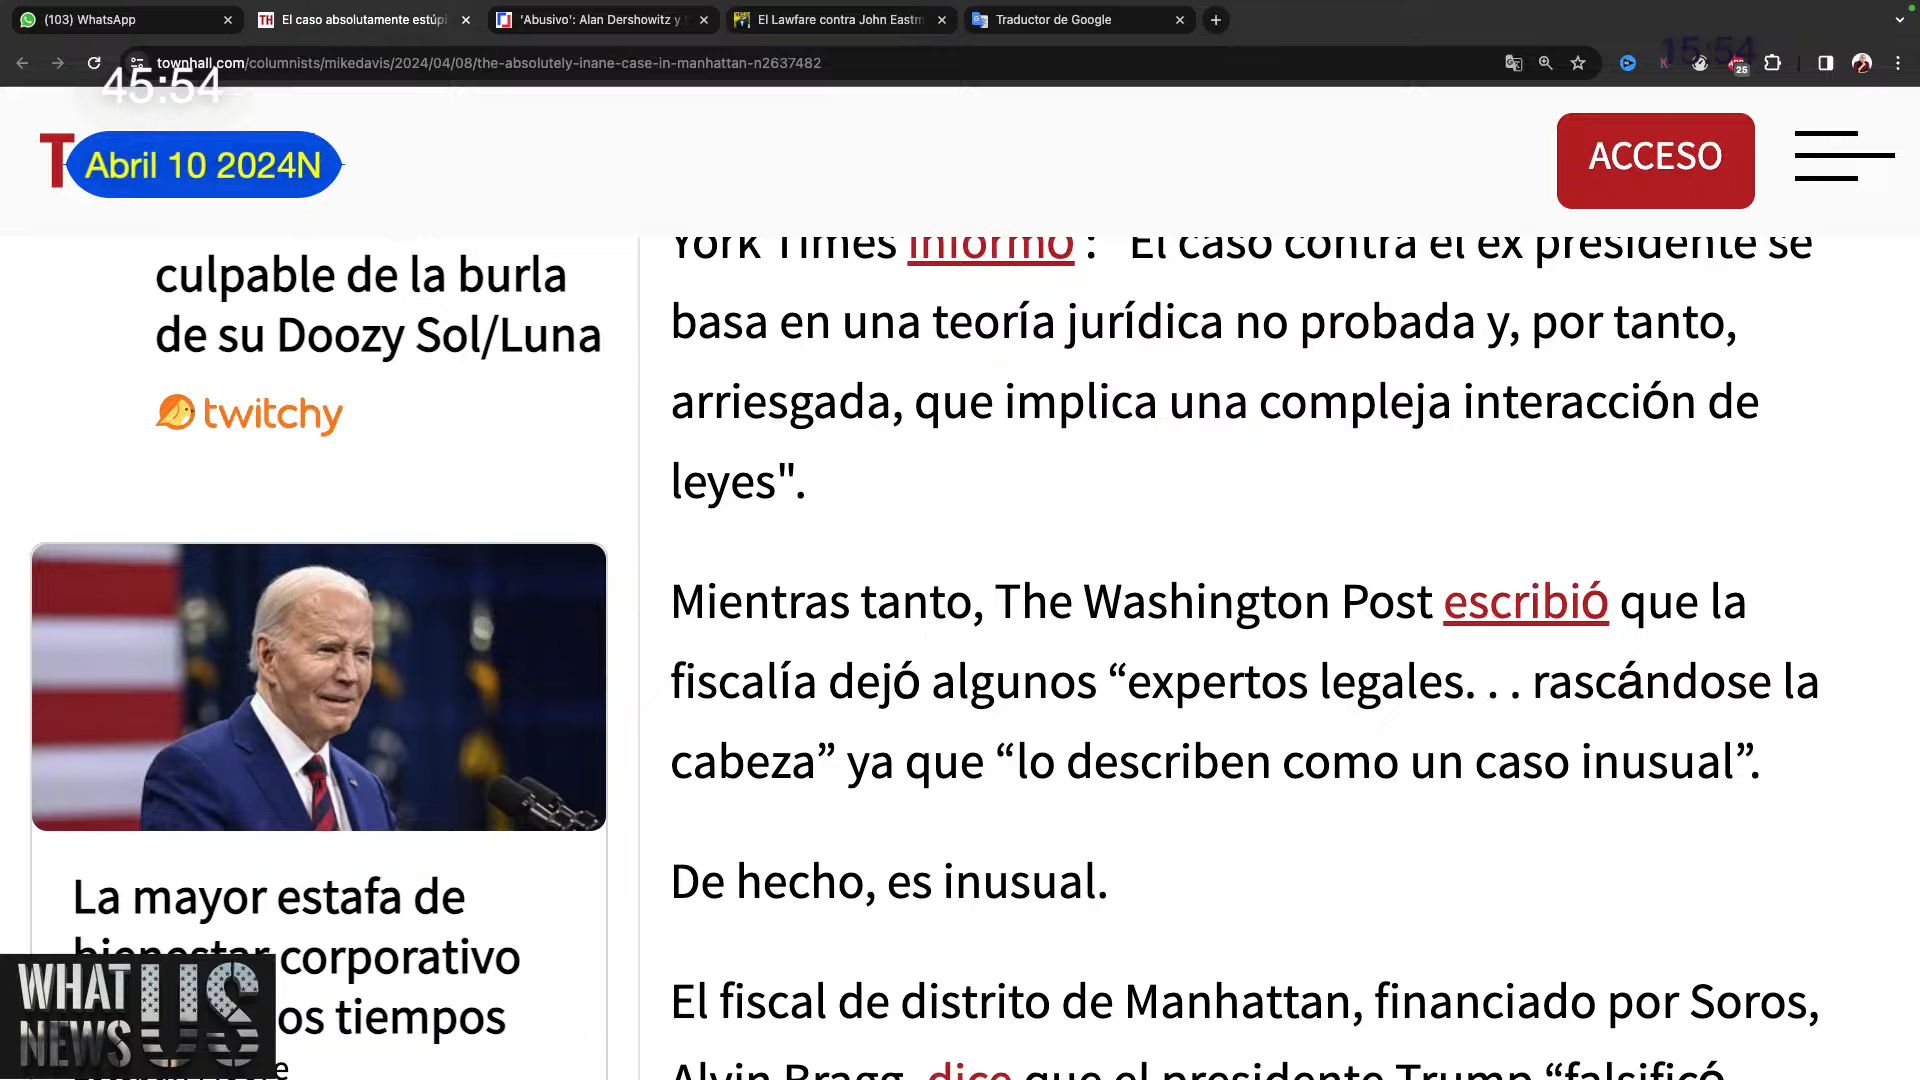 (103) WhatsApp
El caso absolutamente estúpi
'Abusivo': Alan Dershowitz y
El Lawfare contra John Eastm
Traductor de Google
townhall.com/columnists/mikedavis/2024/04/08/the-absolutely-inane-case-in-manhattan-n2637482
25
15:54
45:54
T
Abril 10 2024N
ACCESO
culpable de la burla
de su Doozy Sol/Luna
twitchy
La mayor estafa de
bienestar corporativo
os tiempos
WHAT
NEWS
US
York Times informó : " El caso contra el ex presidente se
basa en una teoría jurídica no probada y, por tanto,
arriesgada, que implica una compleja interacción de
leyes".
Mientras tanto, The Washington Post escribió que la
fiscalía dejó algunos “expertos legales. . . rascándose la
cabeza” ya que “lo describen como un caso inusual”.
De hecho, es inusual.
El fiscal de distrito de Manhattan, financiado por Soros,
Alvin Bragg, dice que el presidente Trump “falsificó